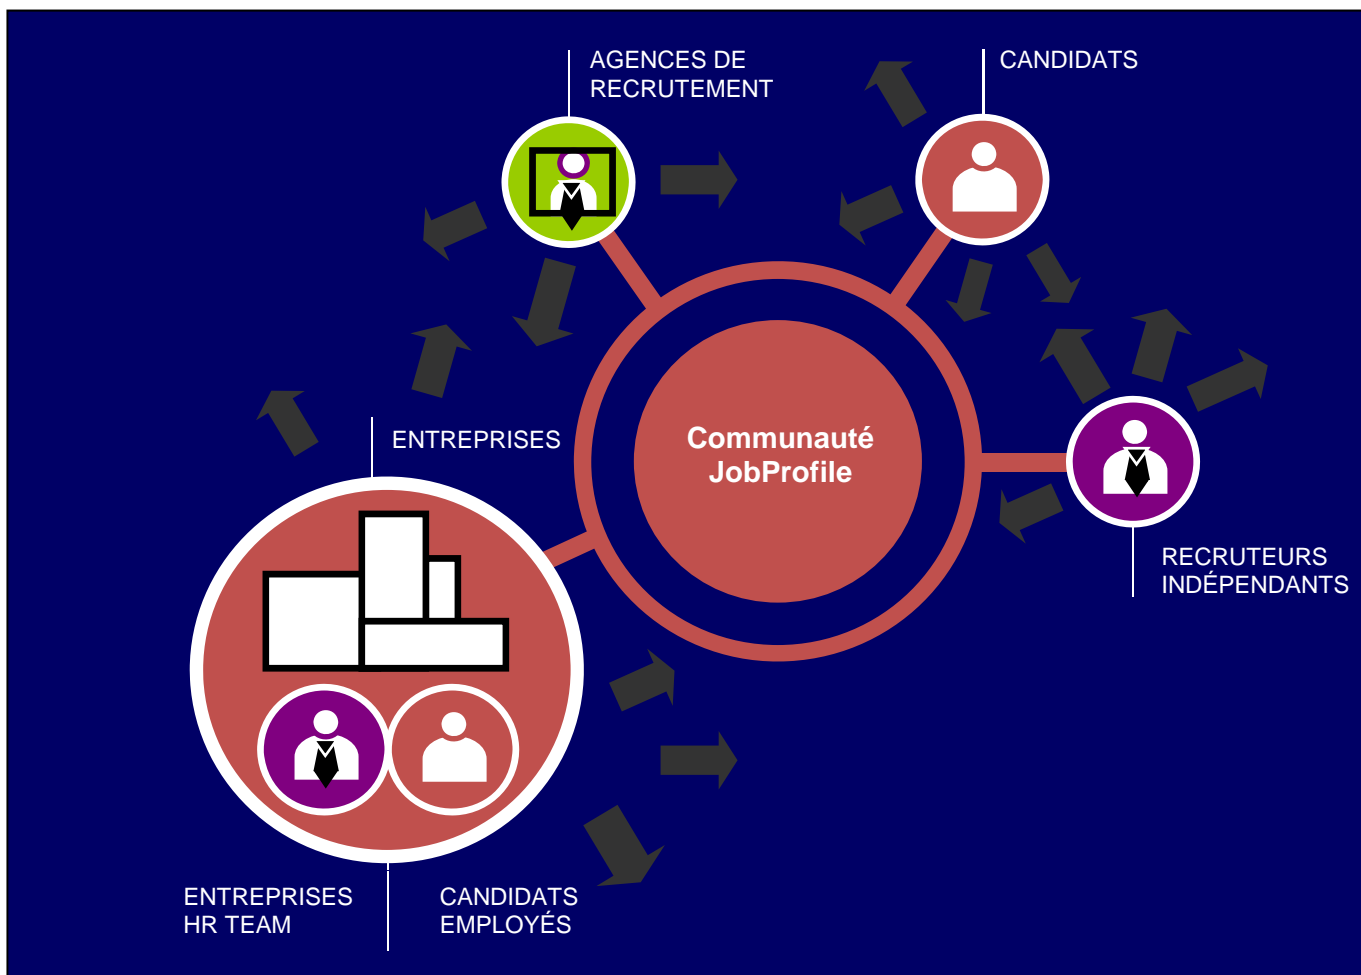 AGENCES DE
RECRUTEMENT
CANDIDATS
ENTREPRISES
Communauté
JobProfile
RECRUTEURS
INDÉPENDANTS
ENTREPRISES
HR TEAM
CANDIDATS
EMPLOYÉS